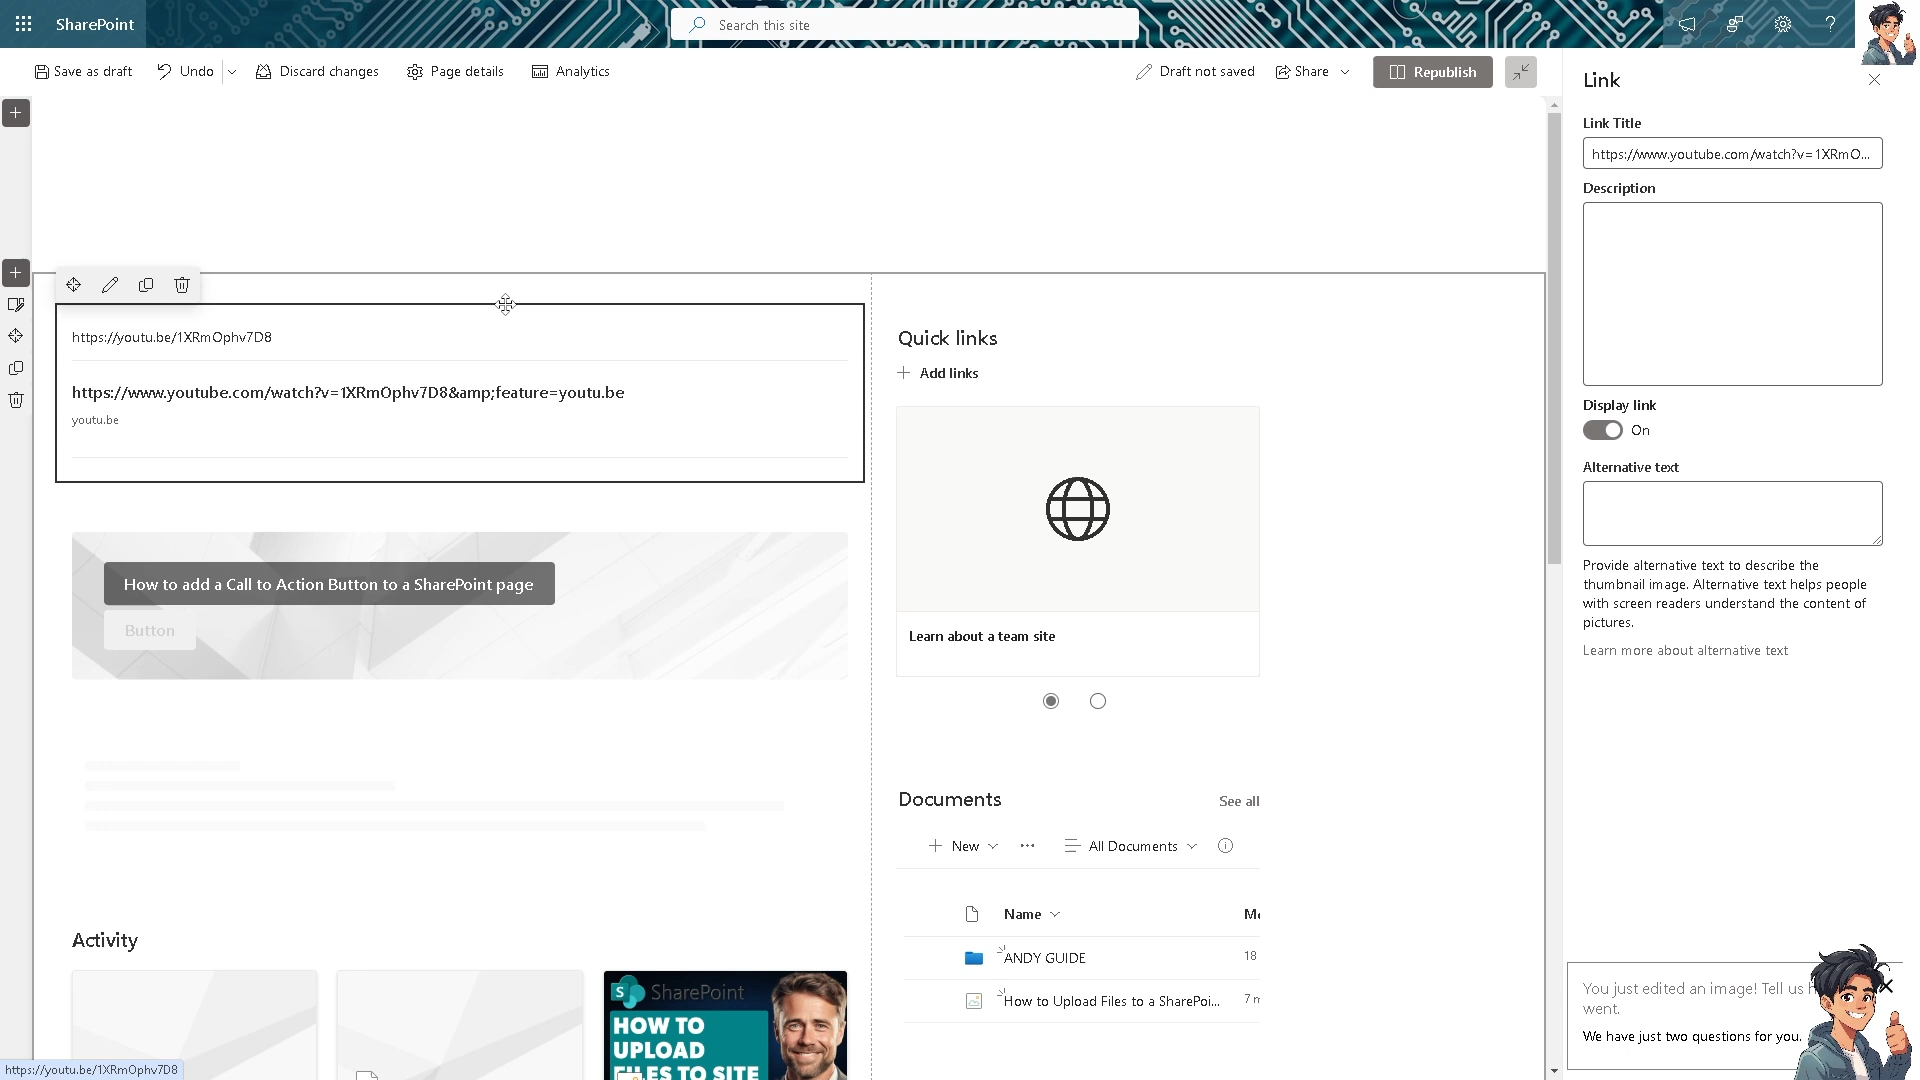 SharePoint
Search this site
Save as draft
Undo
Discard changes
Page details
Analytics
Draft not saved
Share
Republish
Link
Link Title
https://www.youtube.com/watch?v=1XRmO...
Description
Display link
On
Alternative text
Provide alternative text to describe the
thumbnail image. Alternative text helps people
with screen readers understand the content of
pictures.
Learn more about alternative text
https://youtu.be/1XRmOphv7D8
https://www.youtube.com/watch?v=1XRmOphv7D8&amp;feature=youtu.be
youtu.be
How to add a Call to Action Button to a SharePoint page
Button
Quick links
Add links
Learn about a team site
Documents
See all
New
All Documents
Name
ANDY GUIDE
18
How to Upload Files to a SharePoi...
Activity
SharePoint
HOW TO
UPLOAD
FILES TO SITE
You just edited an image! Tell us
went.
We have just two questions for you.
https://youtu.be/1XRmOphv7D8